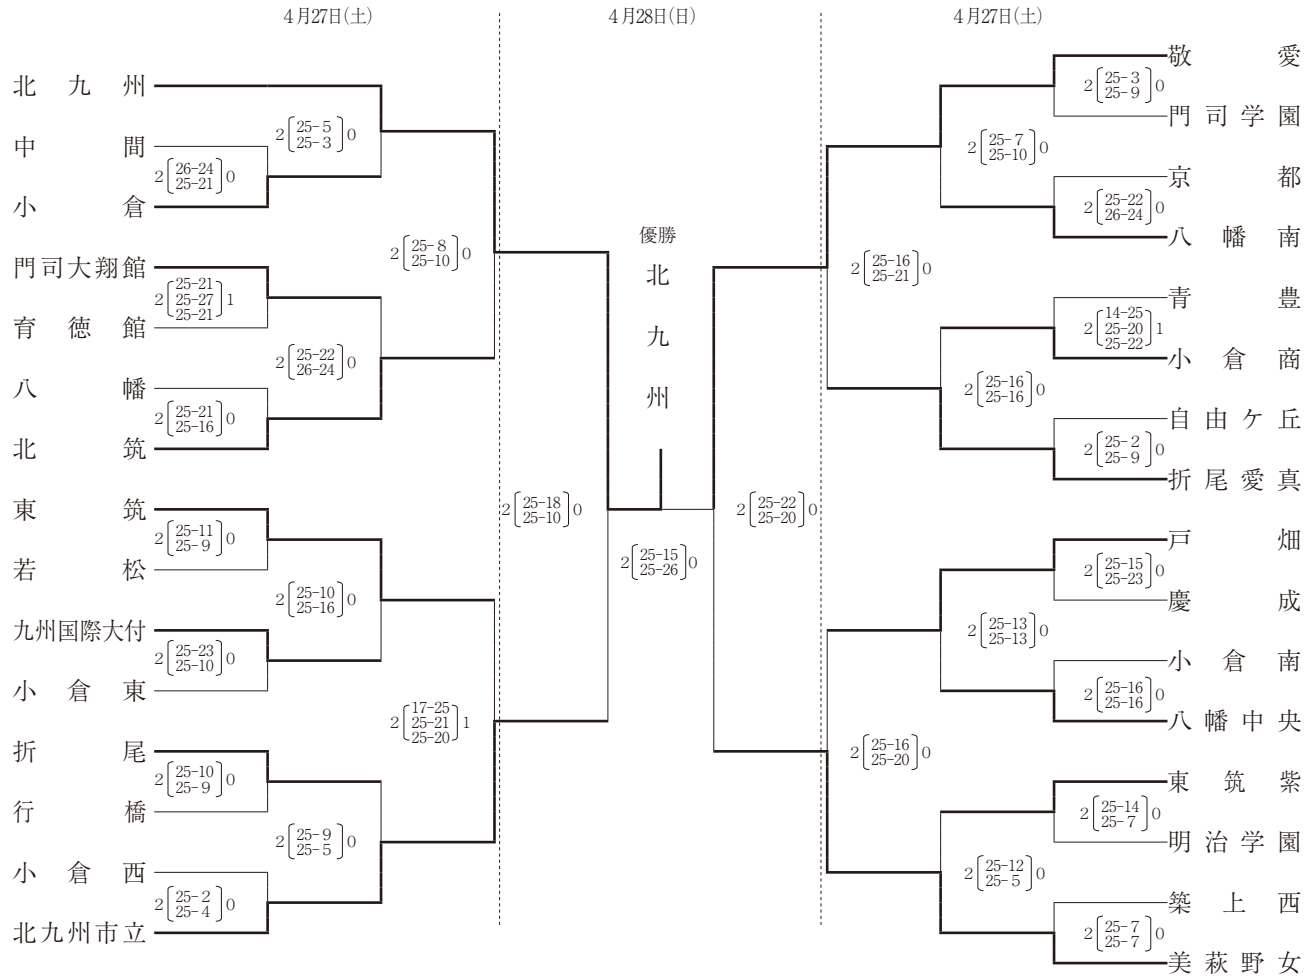 4月27日(土)
4月28日(日)
4月27日(土)
北九州
中間
小倉
門司大翔館
育徳館
八幡
北筑
東筑
若松
九州国際大付
小倉東
折尾
行橋
小倉西
北九州市立
2[26-24 25-21]0
2[25-21 25-27 25-21]1
2[25-21 25-16]0
2[25-11 25-9]0
2[25-23 25-10]0
2[25-10 25-9]0
2[25-2 25-4]0
2[25-5 25-3]0
2[25-22 26-24]0
2[25-10 25-16]0
2[25-9 25-5]0
2[25-8 25-10]0
2[17-25 25-21 25-20]1
2[25-18 25-10]0
優勝
北九州
2[25-15 25-26]0
2[25-22 25-20]0
2[25-16 25-21]0
2[25-16 25-20]0
2[25-7 25-10]0
2[25-16 25-16]0
2[25-13 25-13]0
2[25-12 25-5]0
2[25-3 25-9]0
2[25-22 26-24]0
2[14-25 25-20 25-22]1
2[25-2 25-9]0
2[25-15 25-23]0
2[25-16 25-16]0
2[25-14 25-7]0
2[25-7 25-7]0
敬愛
門司学園
京都
八幡南
青豊
小倉商
自由ケ丘
折尾愛真
戸畑
慶成
小倉南
八幡中央
東筑紫
明治学園
築上西
美萩野女